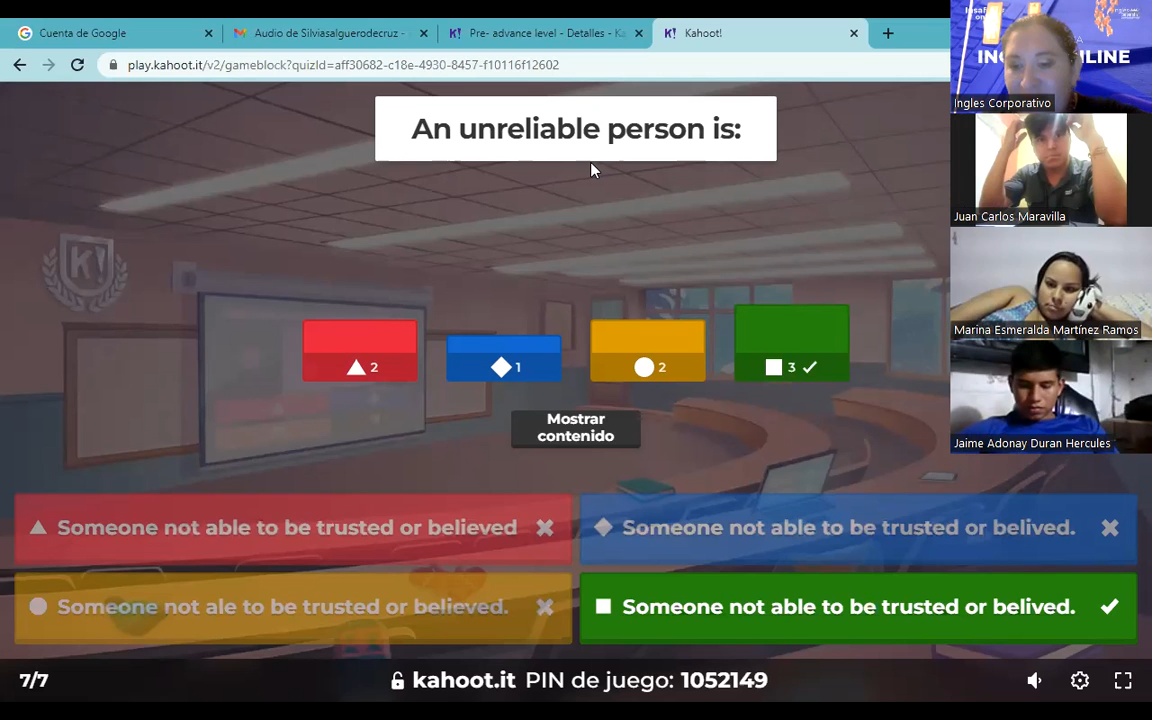 Cuenta de Google
Audio de Silviasalguerodecruz -
K! Pre- advance level - Detalles - Ka
K! Kahoot!
play.kahoot.it/v2/gameblock?quizId=aff30682-c18e-4930-8457-f10116f12602
An unreliable person is:
K!
2
1
2
3
Mostrar
contenido
Someone not able to be trusted or believed
Someone not able to be trusted or belived.
Someone not ale to be trusted or believed.
Someone not able to be trusted or belived.
7/7
kahoot.it PIN de juego: 1052149
Ingles Corporativo
Juan Carlos Maravilla
Marina Esmeralda Martínez Ramos
Jaime Adonay Duran Hercules